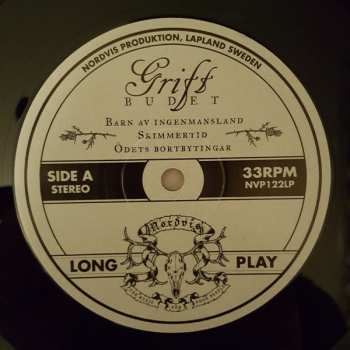 NORDVIS PRODUKTION, LAPLAND SWEDEN
Grift
BUDET
BARN AV INGENMANSLAND
SKIMMERTID
ÖDETS BORTBYTINGAR
SIDE A
STEREO
33RPM
NVP122LP
Nordvis
LONG PLAY